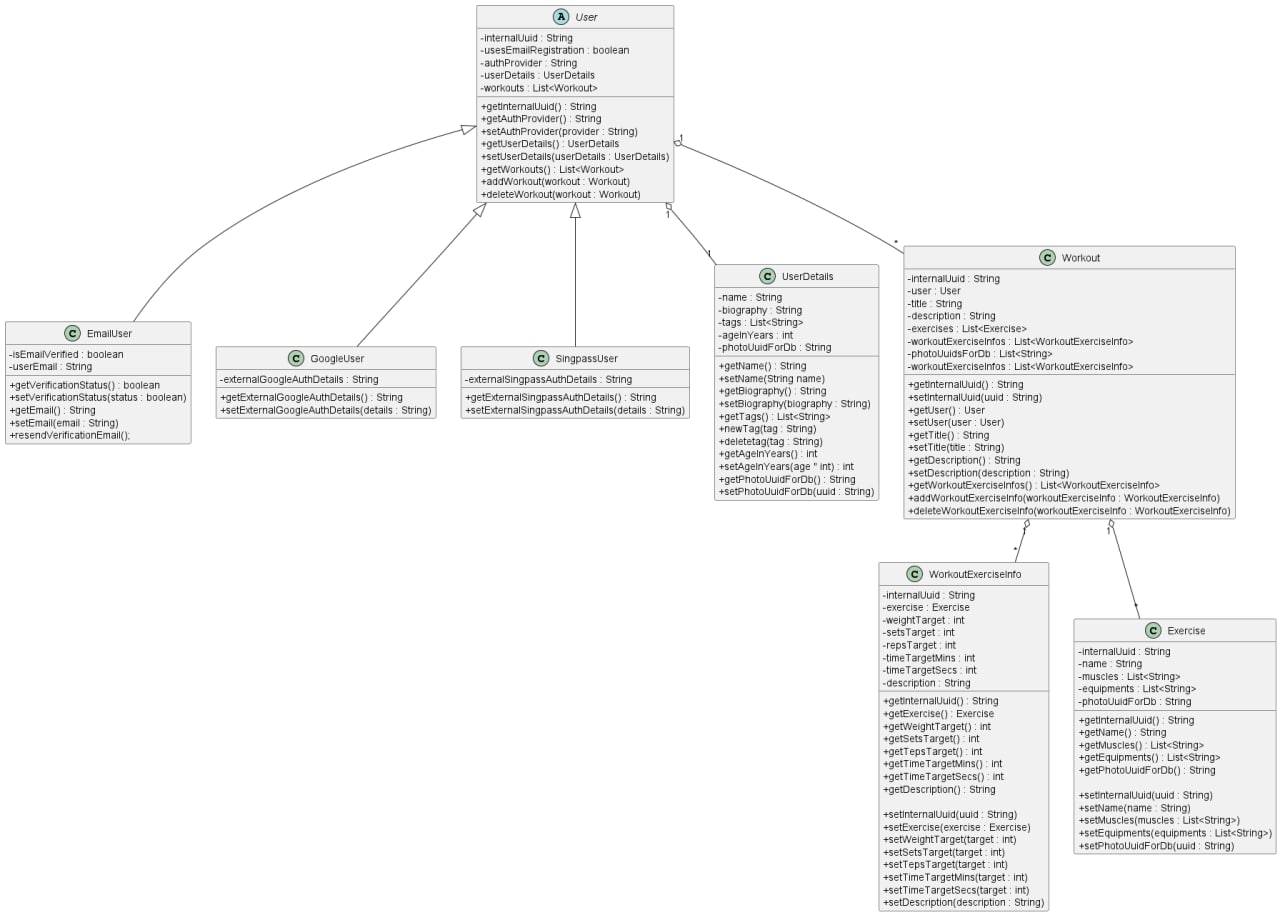 A User
-internalUuid : String
-usesEmailRegistration : boolean
-authProvider : String
-userDetails : UserDetails
-workouts : List<Workout>
+getInternalUuid() : String
+getAuthProvider() : String
+setAuthProvider(provider : String)
+getUserDetails() : UserDetails
+setUserDetails(userDetails : UserDetails)
+getWorkouts() : List<Workout>
+addWorkout(workout : Workout)
+deleteWorkout(workout : Workout)
1
1
1
*
C EmailUser
-isEmailVerified : boolean
-userEmail : String
+getVerificationStatus() : boolean
+setVerificationStatus(status : boolean)
+getEmail() : String
+setEmail(email : String)
+resendVerificationEmail();
C GoogleUser
-externalGoogleAuthDetails : String
+getExternalGoogleAuthDetails() : String
+setExternalGoogleAuthDetails(details : String)
C SingpassUser
-externalSingpassAuthDetails : String
+getExternalSingpassAuthDetails() : String
+setExternalSingpassAuthDetails(details : String)
C UserDetails
-name : String
-biography : String
-tags : List<String>
-ageInYears : int
-photoUuidForDb : String
+getName() : String
+setName(String name)
+getBiography() : String
+setBiography(biography : String)
+getTags() : List<String>
+newTag(tag : String)
+deletetag(tag : String)
+getAgeInYears() : int
+setAgeInYears(age " int) : int
+getPhotoUuidForDb() : String
+setPhotoUuidForDb(uuid : String)
C Workout
-internalUuid : String
-user : User
-title : String
-description : String
-exercises : List<Exercise>
-workoutExerciseInfos : List<WorkoutExerciseInfo>
-photoUuidsForDb : List<String>
-workoutExerciseInfos : List<WorkoutExerciseInfo>
+getInternalUuid() : String
+setInternalUuid(uuid : String)
+getUser() : User
+setUser(user : User)
+getTitle() : String
+setTitle(title : String)
+getDescription() : String
+setDescription(description : String)
+getWorkoutExerciseInfos() : List<WorkoutExerciseInfo>
+addWorkoutExerciseInfo(workoutExerciseInfo : WorkoutExerciseInfo)
+deleteWorkoutExerciseInfo(workoutExerciseInfo : WorkoutExerciseInfo)
1
*
1
*
C WorkoutExerciseInfo
-internalUuid : String
-exercise : Exercise
-weightTarget : int
-setsTarget : int
-repsTarget : int
-timeTargetMins : int
-timeTargetSecs : int
-description : String
+getInternalUuid() : String
+getExercise() : Exercise
+getWeightTarget() : int
+getSetsTarget() : int
+getTepsTarget() : int
+getTimeTargetMins() : int
+getTimeTargetSecs() : int
+getDescription() : String
+setInternalUuid(uuid : String)
+setExercise(exercise : Exercise)
+setWeightTarget(target : int)
+setSetsTarget(target : int)
+setTepsTarget(target : int)
+setTimeTargetMins(target : int)
+setTimeTargetSecs(target : int)
+setDescription(description : String)
C Exercise
-internalUuid : String
-name : String
-muscles : List<String>
-equipments : List<String>
-photoUuidForDb : String
+getInternalUuid() : String
+getName() : String
+getMuscles() : List<String>
+getEquipments() : List<String>
+getPhotoUuidForDb() : String
+setInternalUuid(uuid : String)
+setName(name : String)
+setMuscles(muscles : List<String>)
+setEquipments(equipments : List<String>)
+setPhotoUuidForDb(uuid : String)